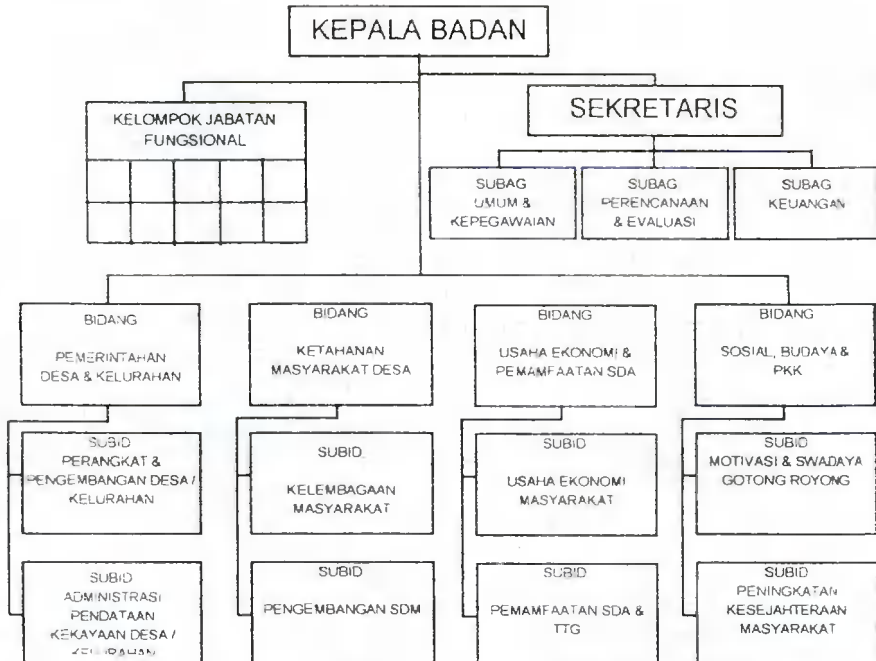 KEPALA BADAN
KELOMPOK JABATAN
FUNGSIONAL
SEKRETARIS
SUBAG
UMUM &
KEPEGAWAIAN
SUBAG
PERENCANAAN
& EVALUASI
SUBAG
KEUANGAN
BIDANG
PEMERINTAHAN
DESA & KELURAHAN
BIDANG
KETAHANAN
MASYARAKAT DESA
BIDANG
USAHA EKONOMI &
PEMAMFAATAN SDA
BIDANG
SOSIAL, BUDAYA &
PKK
SUBID
PERANGKAT &
PENGEMBANGAN DESA /
KELURAHAN
SUBID
KELEMBAGAAN
MASYARAKAT
SUBID
USAHA EKONOMI
MASYARAKAT
SUBID
MOTIVASI & SWADAYA
GOTONG ROYONG
SUBID
ADMINISTRASI
PENDATAAN
KEKAYAAN DESA /
KELURAHAN
SUBID
PENGEMBANGAN SDM
SUBID
PEMAMFAATAN SDA &
TTG
SUBID
PENINGKATAN
KESEJAHTERAAN
MASYARAKAT